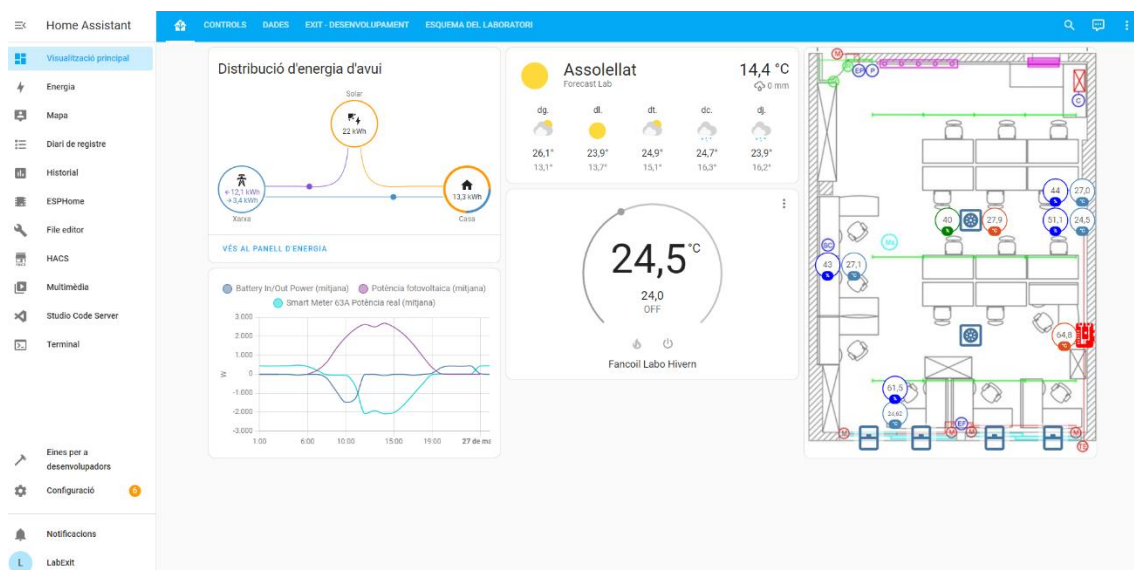 Home Assistant
CONTROLS DADES EXIT - DESENVOLUPAMENT ESQUEMA DEL LABORATORI
Visualització principal
Energia
Mapa
Diari de registre
Historial
ESPHome
File editor
HACS
Multimèdia
Studio Code Server
Terminal
Eines per a
desenvolupadors
Configuració 6
Notificacions
L LabExit
Distribució d'energia d'avui
Solar
22 kWh
← 12,1 kWh
→ 3,4 kWh
Xarxa
13,3 kWh
Casa
VÉS AL PANELL D'ENERGIA
Battery In/Out Power (mitjana) Potència fotovoltaica (mitjana)
Smart Meter 63A Potència real (mitjana)
W
3.000
2.000
1.000
0
-1.000
-2.000
-3.000
1:00 6:00 10:00 15:00 19:00 27 de ma
Assolellat 14,4 °C
Forecast Lab 0 mm
dg. dl. dt. dc. dj.
26,1° 23,9° 24,9° 24,7° 23,9°
13,1° 13,7° 15,1° 16,3° 16,2°
24,5 °C
24,0
OFF
Fancoil Labo Hivern
M
EP P
C
44 % 27,0 °C
40 % 27,9 °C 51,1 % 24,5 °C
SC
43 % 27,1 °C
64,8 °C
61,5 %
24,62 °C
EF
M M M M
TE